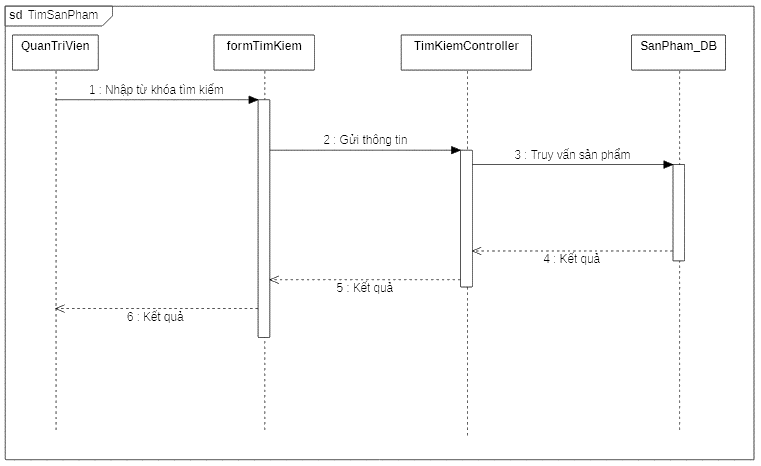 sd TimSanPham
QuanTriVien formTimKiem TimKiemController SanPham_DB
1 : Nhập từ khóa tìm kiếm
2 : Gửi thông tin
3 : Truy vấn sản phẩm
4 : Kết quả
5 : Kết quả
6 : Kết quả